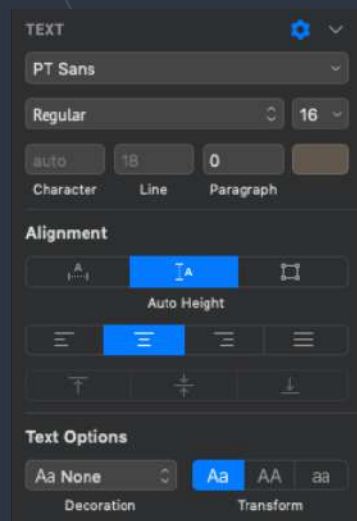 TEXT
PT Sans
Regular 16
auto 18 0
Character Line Paragraph
Alignment
A A
Auto Height
Text Options
Aa None Aa AA aa
Decoration Transform